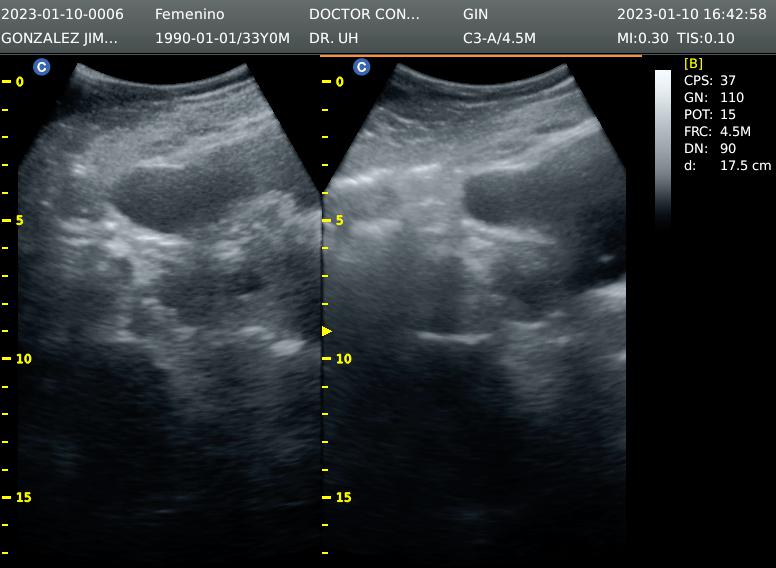 2023-01-10-0006 Femenino DOCTOR CON... GIN 2023-01-10 16:42:58
GONZALEZ JIM... 1990-01-01/33Y0M DR. UH C3-A/4.5M MI:0.30 TIS:0.10
C
0
5
10
15
C
0
5
10
15
[B]
CPS: 37
GN: 110
POT: 15
FRC: 4.5M
DN: 90
d: 17.5 cm